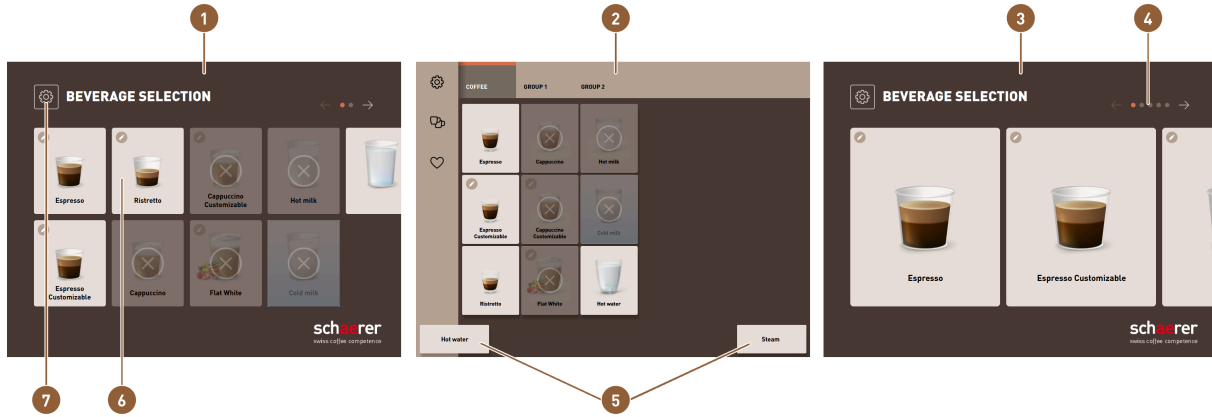 1
2
3
4
BEVERAGE SELECTION
Espresso
Ristretto
Cappuccino
Customizable
Hot milk
Espresso
Customizable
Cappuccino
Flat White
Cold milk
schaerer
swiss coffee competence
COFFEE
GROUP 1
GROUP 2
Espresso
Cappuccino
Hot milk
Espresso
Customizable
Cappuccino
Customizable
Cold milk
Ristretto
Flat White
Hot water
Hot water
Steam
BEVERAGE SELECTION
Espresso
Espresso Customizable
schaerer
swiss coffee competence
7
6
5